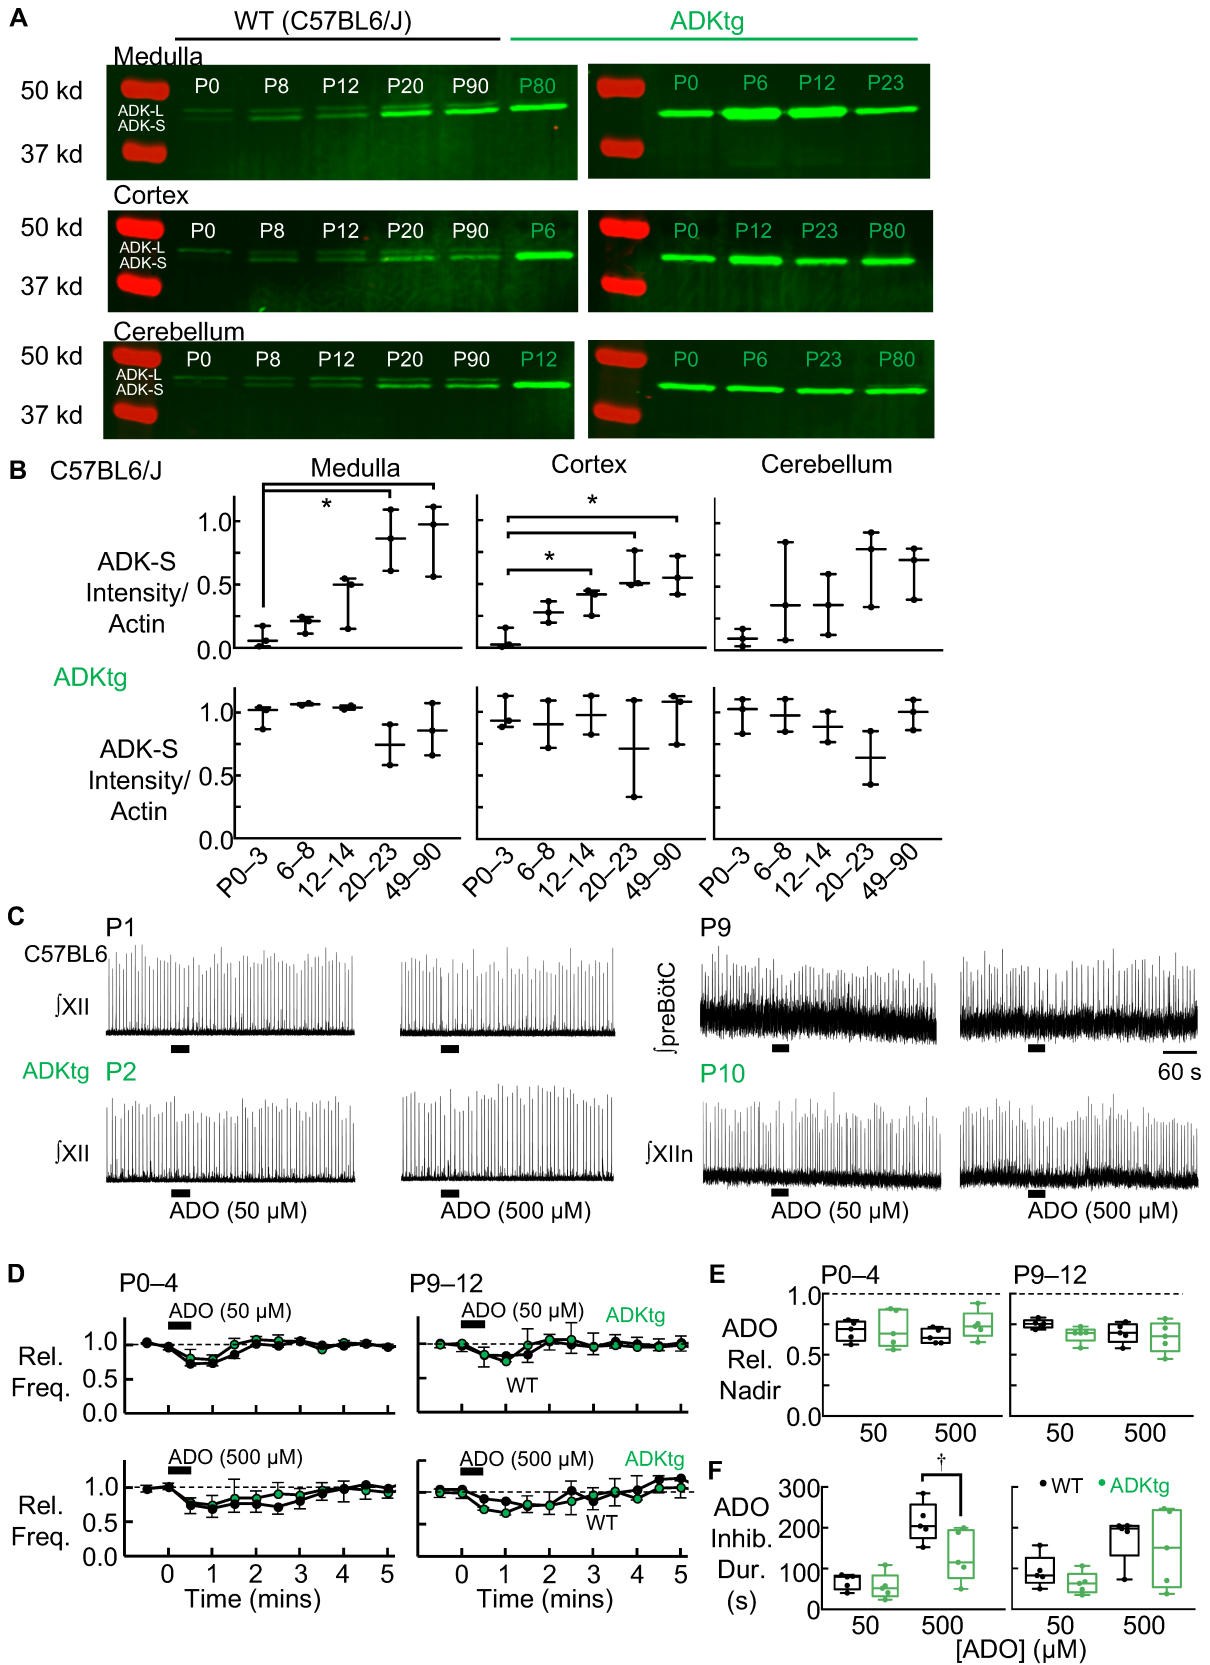 A
WT (C57BL6/J)
ADKtg
Medulla
50 kd
P0 P8 P12 P20 P90 P80
P0 P6 P12 P23
ADK-L
ADK-S
37 kd
Cortex
50 kd
P0 P8 P12 P20 P90 P6
P0 P12 P23 P80
ADK-L
ADK-S
37 kd
Cerebellum
50 kd
P0 P8 P12 P20 P90 P12
P0 P6 P23 P80
ADK-L
ADK-S
37 kd
B
C57BL6/J
Medulla
Cortex
Cerebellum
* * *
ADK-S
Intensity/
Actin
1.0
0.5
0.0
ADKtg
ADK-S
Intensity/
Actin
1.0
0.5
0.0
P0–3 6–8 12–14 20–23 49–90
P0–3 6–8 12–14 20–23 49–90
P0–3 6–8 12–14 20–23 49–90
C
P1
P9
C57BL6
∫XII
∫preBötC
60 s
ADKtg P2
P10
∫XII
∫XIIn
ADO (50 µM)
ADO (500 µM)
ADO (50 µM)
ADO (500 µM)
D
P0–4
P9–12
ADO (50 µM)
ADO (50 µM)
ADKtg
WT
Rel.
Freq.
1.0
0.5
0.0
ADO (500 µM)
ADO (500 µM)
ADKtg
WT
Rel.
Freq.
1.0
0.5
0.0
0 1 2 3 4 5
0 1 2 3 4 5
Time (mins)
Time (mins)
E
P0–4
P9–12
ADO
Rel.
Nadir
1.0
0.5
0.0
50 500
50 500
F
†
WT
ADKtg
ADO
Inhib.
Dur.
(s)
300
200
100
0
50 500
50 500
[ADO] (µM)